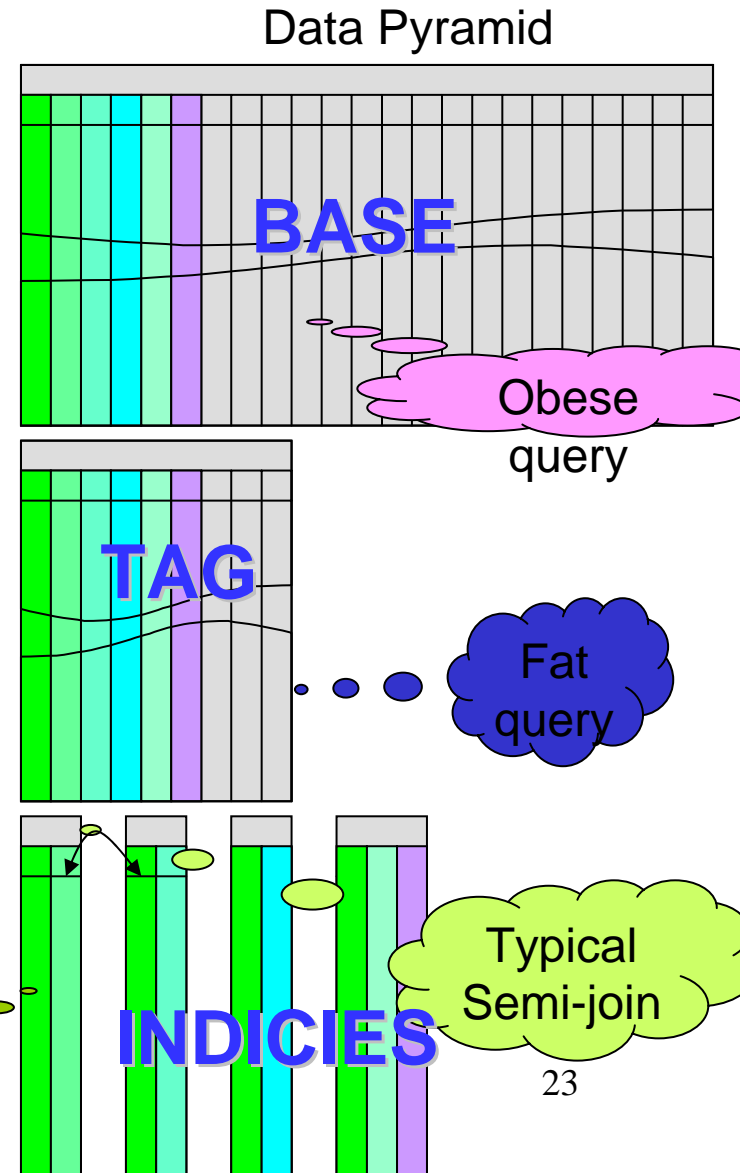 Data Pyramid
BASE
Obese
query
TAG
Fat
query
Typical
Semi-join
INDICIES
23